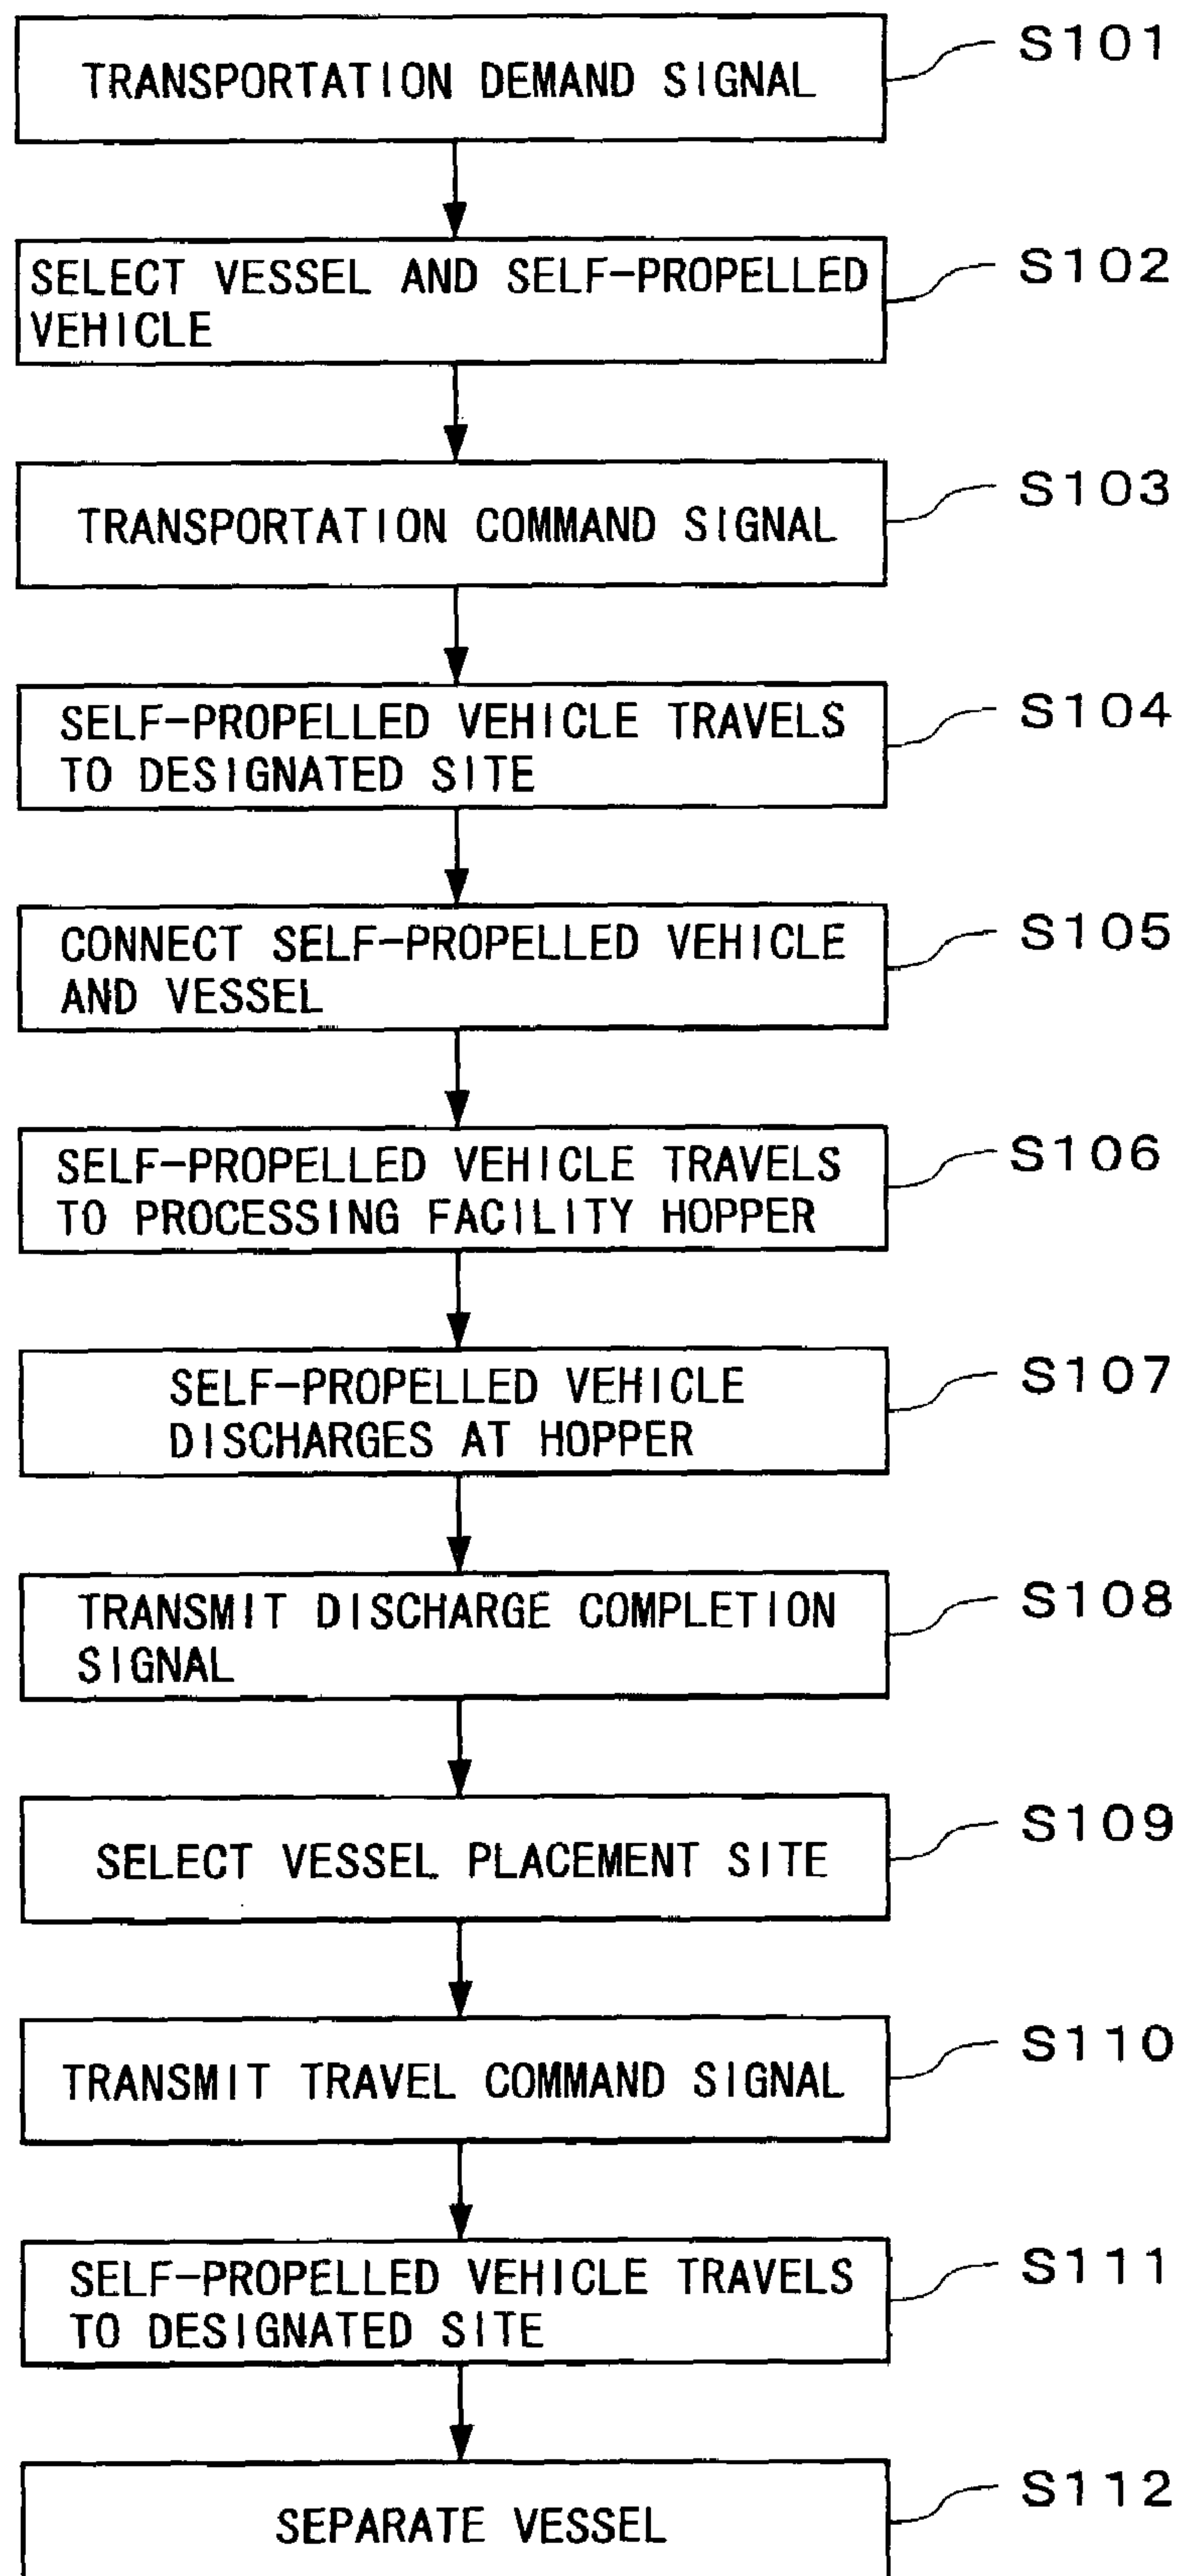 TRANSPORTATION DEMAND SIGNAL
S101
SELECT VESSEL AND SELF-PROPELLED
VEHICLE
S102
TRANSPORTATION COMMAND SIGNAL
S103
SELF-PROPELLED VEHICLE TRAVELS
TO DESIGNATED SITE
S104
CONNECT SELF-PROPELLED VEHICLE
AND VESSEL
S105
SELF-PROPELLED VEHICLE TRAVELS
TO PROCESSING FACILITY HOPPER
S106
SELF-PROPELLED VEHICLE
DISCHARGES AT HOPPER
S107
TRANSMIT DISCHARGE COMPLETION
SIGNAL
S108
SELECT VESSEL PLACEMENT SITE
S109
TRANSMIT TRAVEL COMMAND SIGNAL
S110
SELF-PROPELLED VEHICLE TRAVELS
TO DESIGNATED SITE
S111
SEPARATE VESSEL
S112